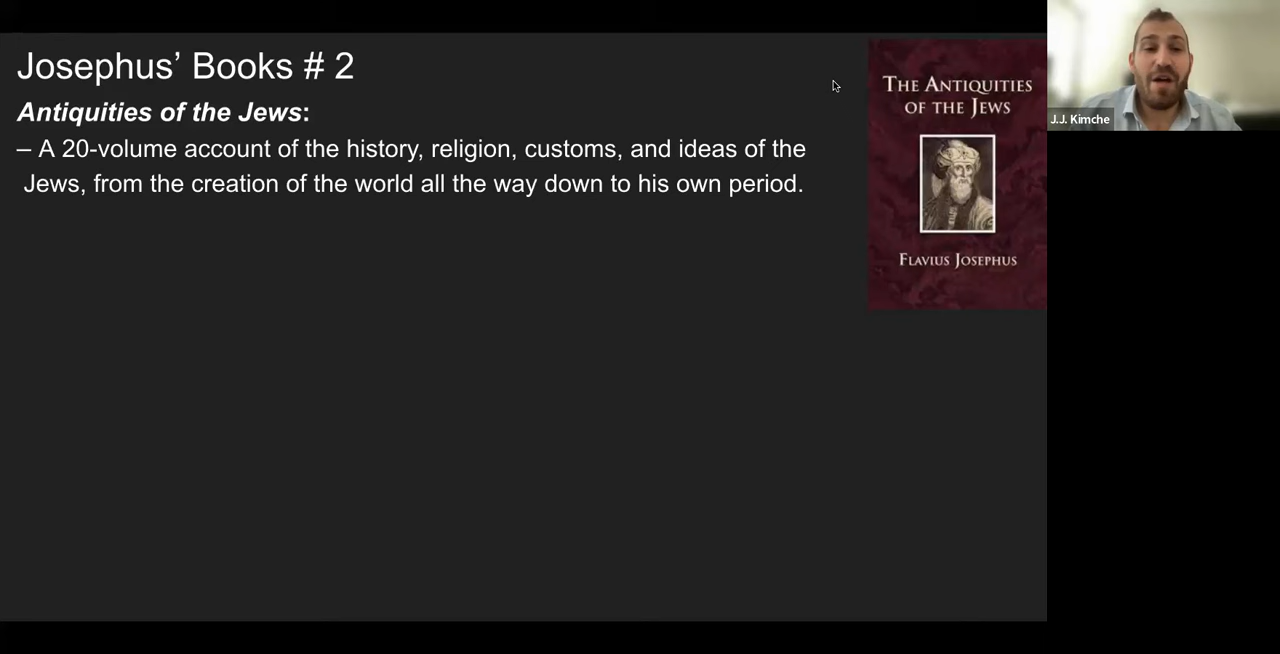 Josephus’ Books # 2
Antiquities of the Jews:
– A 20-volume account of the history, religion, customs, and ideas of the
Jews, from the creation of the world all the way down to his own period.
THE ANTIQUITIES
OF THE JEWS
FLAVIUS JOSEPHUS
J.J. Kimche